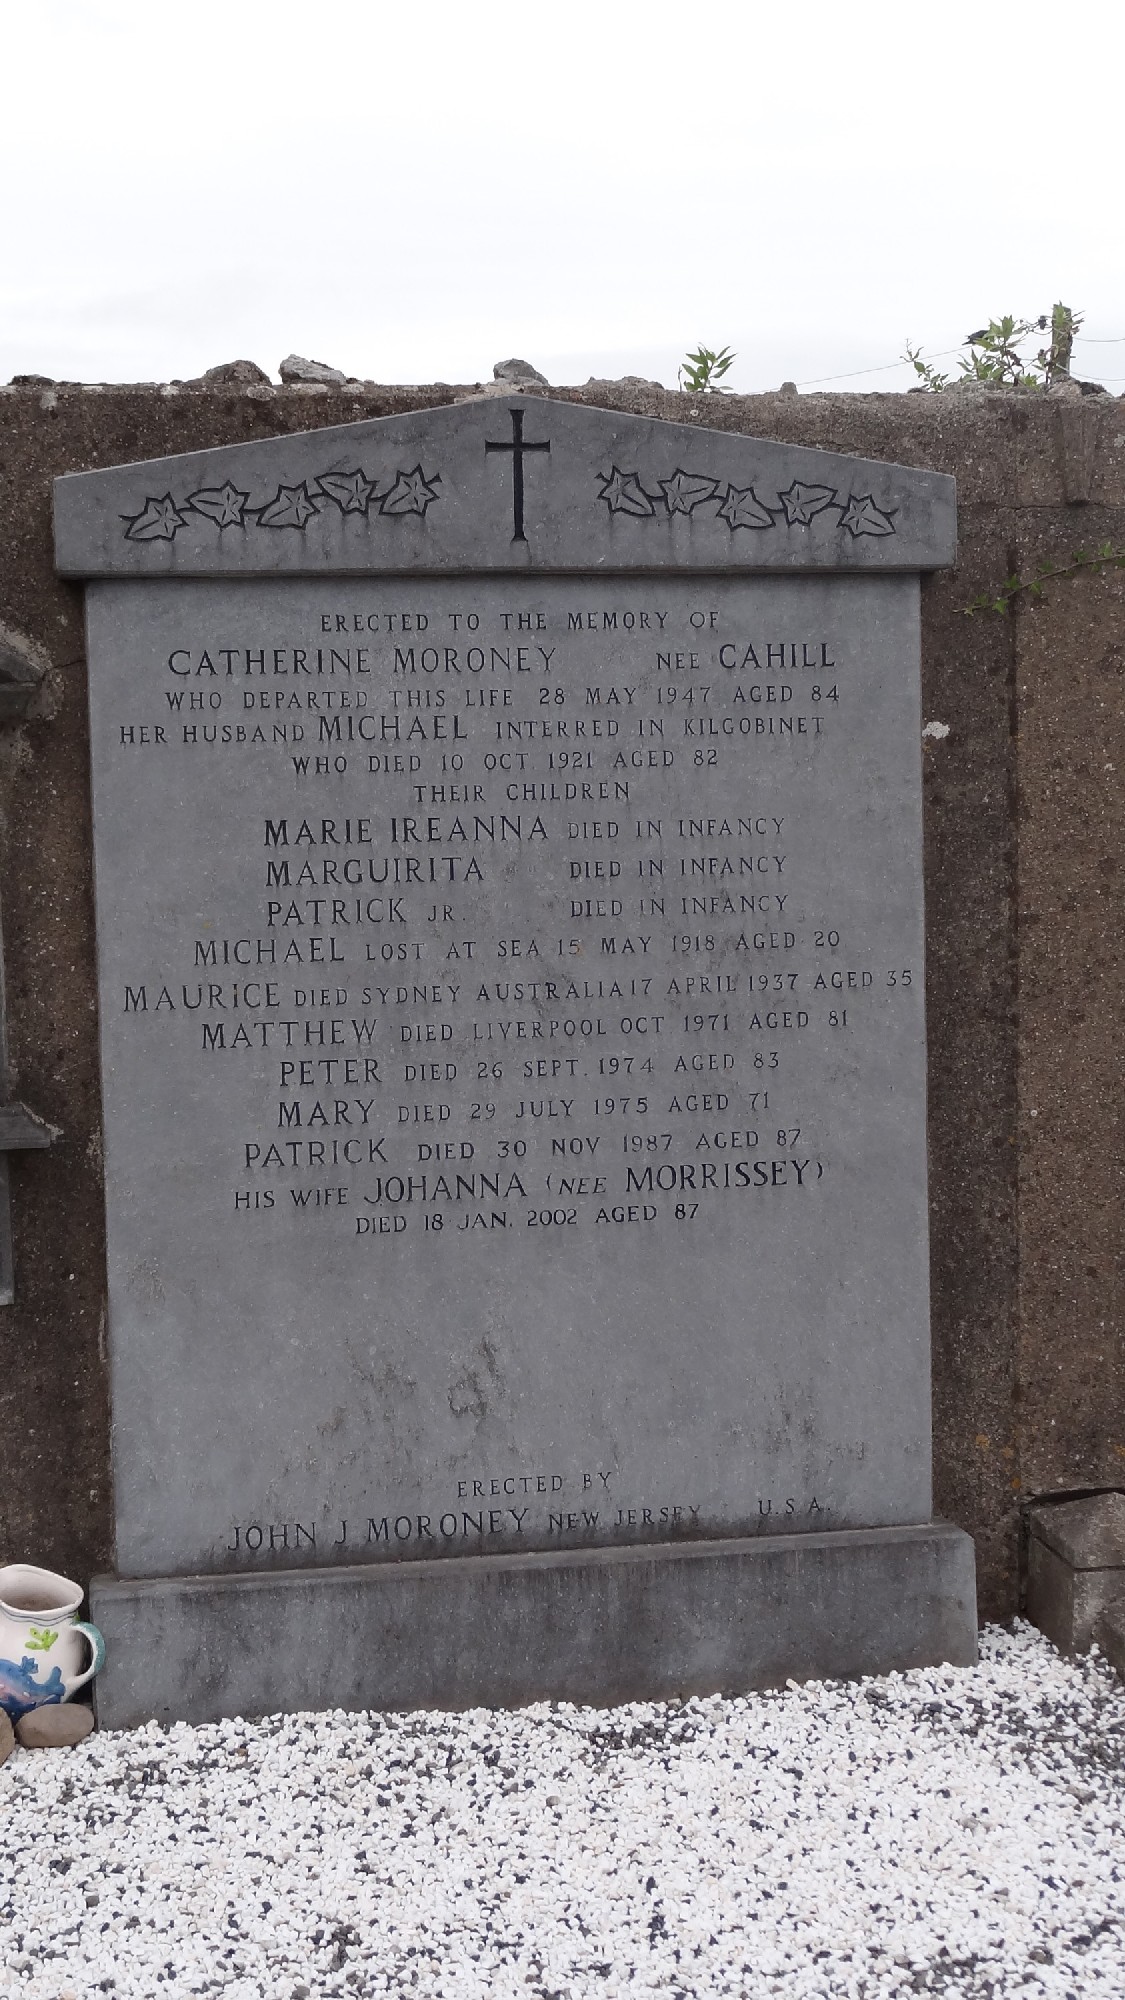 ERECTED TO THE MEMORY OF
CATHERINE MORONEY NEE CAHILL
WHO DEPARTED THIS LIFE 28 MAY 1947 AGED 84
HER HUSBAND MICHAEL INTERRED IN KILGOBINET
WHO DIED 10 OCT. 1921 AGED 82
THEIR CHILDREN
MARIE IREANNA DIED IN INFANCY
MARGUIRITA DIED IN INFANCY
PATRICK JR. DIED IN INFANCY
MICHAEL LOST AT SEA 15 MAY 1918 AGED 20
MAURICE DIED SYDNEY AUSTRALIA 17 APRIL 1937 AGED 35
MATTHEW DIED LIVERPOOL OCT 1971 AGED 81
PETER DIED 26 SEPT. 1974 AGED 83
MARY DIED 29 JULY 1975 AGED 71
PATRICK DIED 30 NOV 1987 AGED 87
HIS WIFE JOHANNA (NEE MORRISSEY)
DIED 18 JAN. 2002 AGED 87
ERECTED BY
JOHN J MORONEY NEW JERSEY U.S.A.